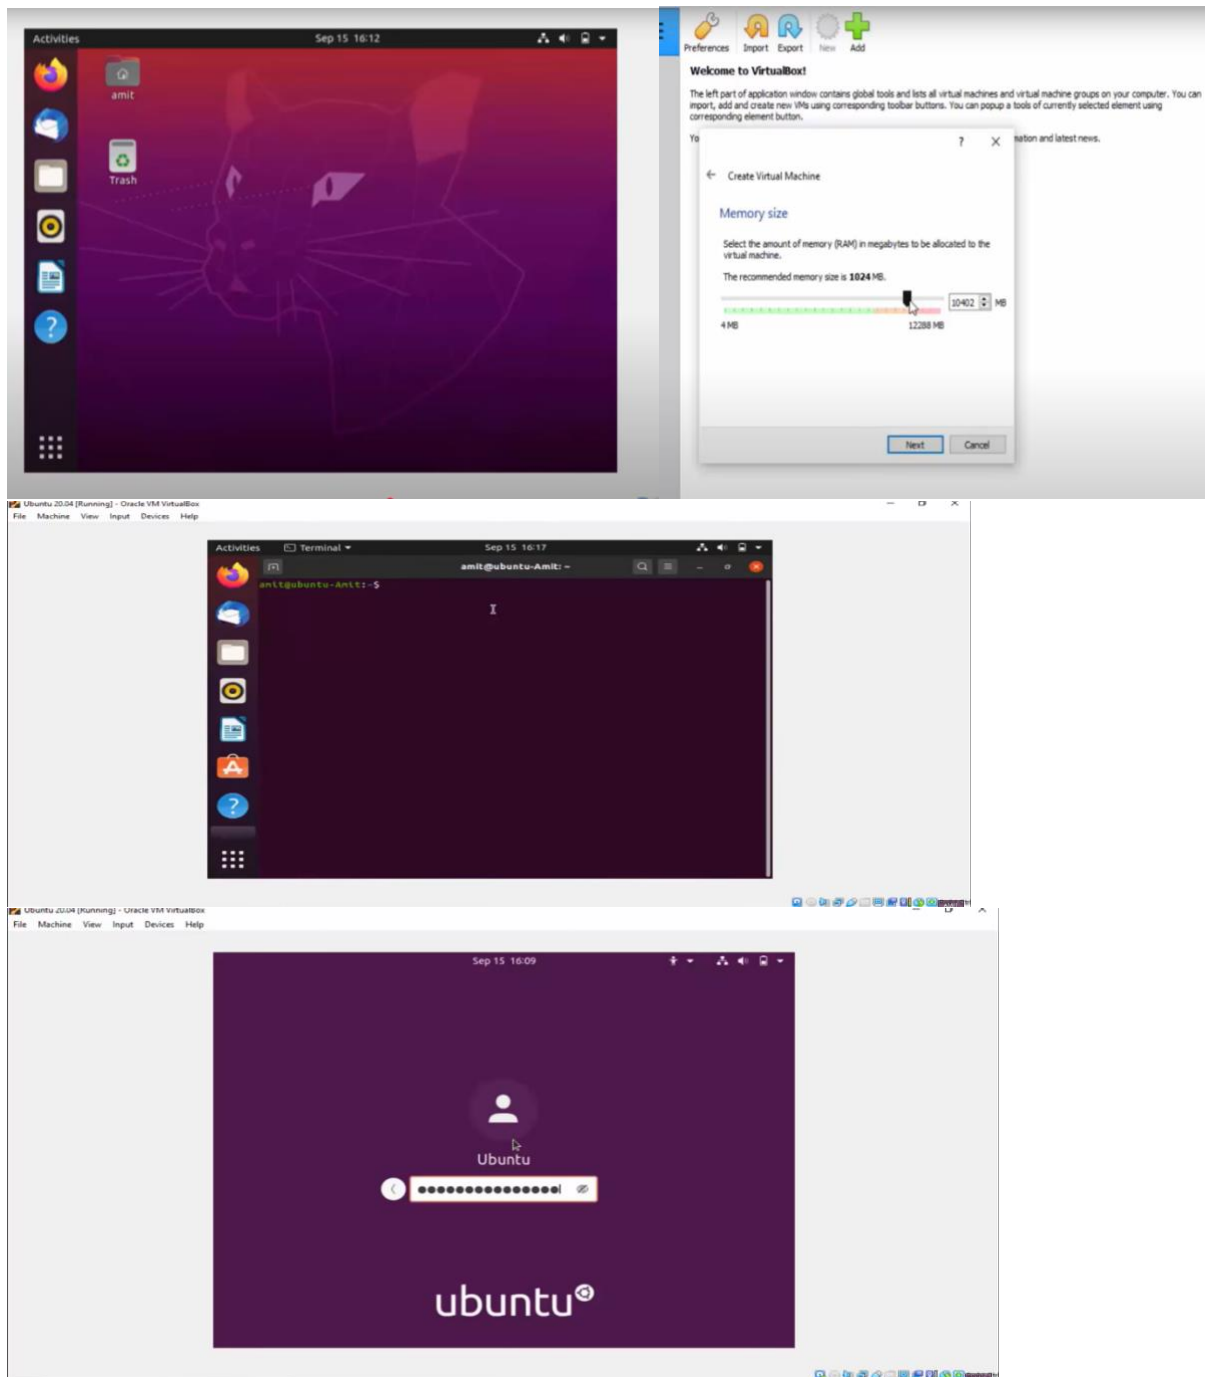 Activities Sep 15 16:12
amit
Trash
Preferences Import Export New Add
Welcome to VirtualBox!
The left part of application window contains global tools and lists all virtual machines and virtual machine groups on your computer. You can
import, add and create new VMs using corresponding toolbar buttons. You can popup a tools of currently selected element using
corresponding element button.
Yo mation and latest news.
? 
Create Virtual Machine
Memory size
Select the amount of memory (RAM) in megabytes to be allocated to the
virtual machine.
The recommended memory size is 1024 MB.
10402 MB
4 MB 12288 MB
Next Cancel
Ubuntu 20.04 [Running] - Oracle VM VirtualBox
File Machine View Input Devices Help
Activities Terminal Sep 15 16:17
amit@ubuntu-Amit: ~
amit@ubuntu-Amit:~$
Ubuntu 20.04 [Running] - Oracle VM VirtualBox
File Machine View Input Devices Help
Sep 15 16:09
Ubuntu
ubuntu